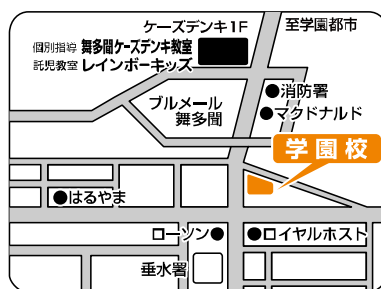 ケーズデンキ1F
至学園都市
個別指導 舞多聞ケーズデンキ教室
託児教室 レインボーキッズ
●消防署
ブルメール
舞多聞
●マクドナルド
学園校
●はるやま
ローソン●
●ロイヤルホスト
垂水署